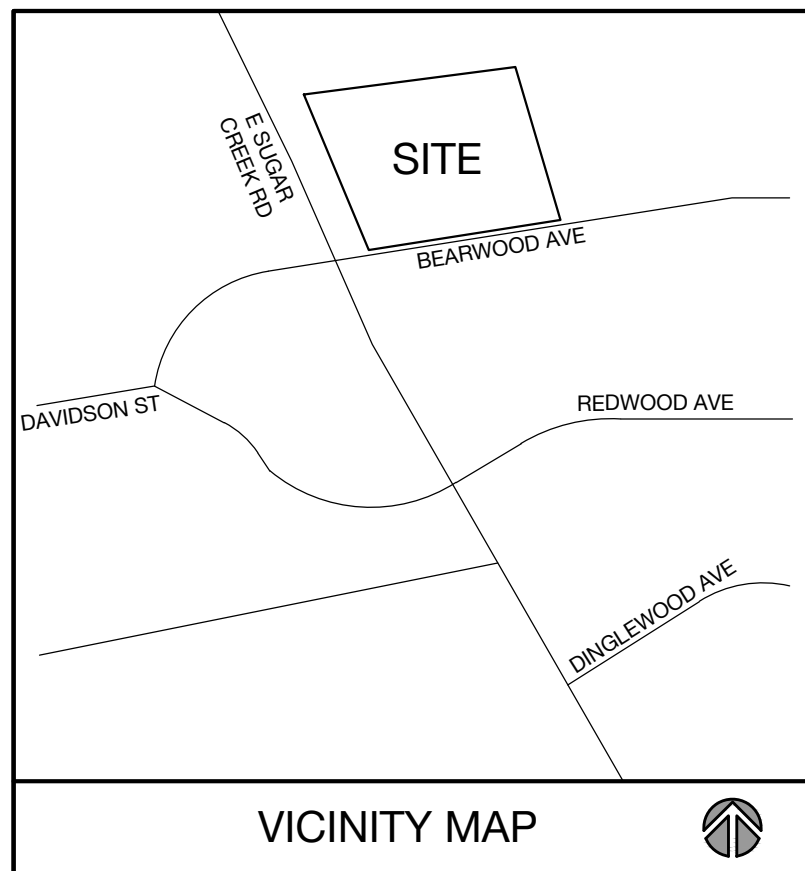 E SUGAR
CREEK RD
SITE
BEARWOOD AVE
DAVIDSON ST
REDWOOD AVE
DINGLEWOOD AVE
VICINITY MAP